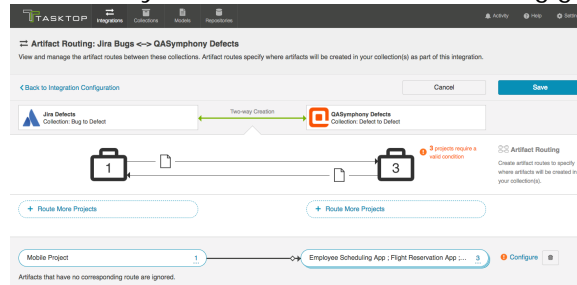 TASKTOP
Integrations
Collections
Models
Repositories
Activity
Help
Artifact Routing: Jira Bugs <--> QASymphony Defects
View and manage the artifact routes between these collections. Artifact routes specify where artifacts will be created in your collection(s) as part of this integration.
Back to Integration Configuration
Cancel
Save
Jira Defects
Collection: Bug to Defect
Two-way Creation
QASymphony Defects
Collection: Defect to Defect
1
3
3 projects require a
valid condition
Artifact Routing
Create artifact routes to specify
where artifacts will be created in
your collection(s).
+ Route More Projects
+ Route More Projects
Mobile Project 1
Employee Scheduling App ; Flight Reservation App ;... 3
Configure
Artifacts that have no corresponding route are ignored.